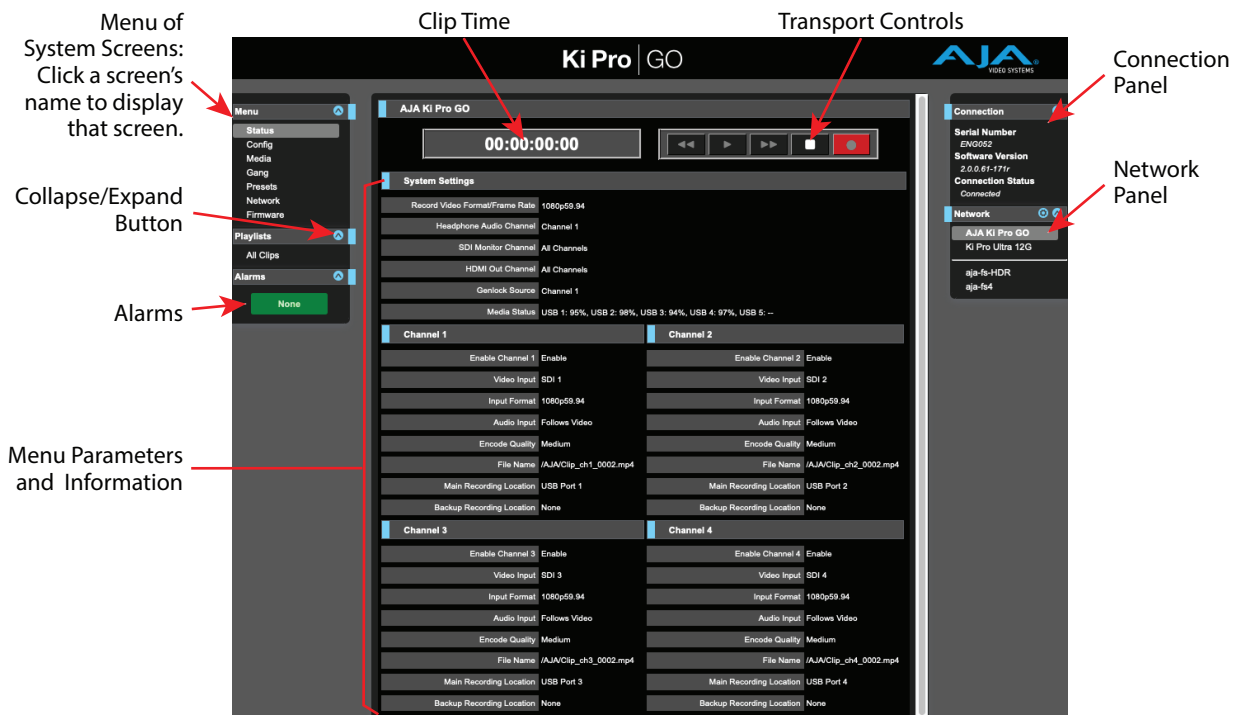 Menu of
System Screens:
Click a screen's
name to display
that screen.
Clip Time
Transport Controls
Connection
Panel
Network
Panel
Collapse/Expand
Button
Alarms
Menu Parameters
and Information
Ki Pro GO
AJA
VIDEO SYSTEMS
Menu
Status
Config
Media
Gang
Presets
Network
Firmware
Playlists
All Clips
Alarms
None
AJA Ki Pro GO
00:00:00:00
System Settings
Record Video Format/Frame Rate 1080p59.94
Headphone Audio Channel Channel 1
SDI Monitor Channel All Channels
HDMI Out Channel All Channels
Genlock Source Channel 1
Media Status USB 1: 95%, USB 2: 98%, USB 3: 94%, USB 4: 97%, USB 5: --
Channel 1
Enable Channel 1 Enable
Video Input SDI 1
Input Format 1080p59.94
Audio Input Follows Video
Encode Quality Medium
File Name /AJA/Clip_ch1_0002.mp4
Main Recording Location USB Port 1
Backup Recording Location None
Channel 2
Enable Channel 2 Enable
Video Input SDI 2
Input Format 1080p59.94
Audio Input Follows Video
Encode Quality Medium
File Name /AJA/Clip_ch2_0002.mp4
Main Recording Location USB Port 2
Backup Recording Location None
Channel 3
Enable Channel 3 Enable
Video Input SDI 3
Input Format 1080p59.94
Audio Input Follows Video
Encode Quality Medium
File Name /AJA/Clip_ch3_0002.mp4
Main Recording Location USB Port 3
Backup Recording Location None
Channel 4
Enable Channel 4 Enable
Video Input SDI 4
Input Format 1080p59.94
Audio Input Follows Video
Encode Quality Medium
File Name /AJA/Clip_ch4_0002.mp4
Main Recording Location USB Port 4
Backup Recording Location None
Connection
Serial Number
ENG052
Software Version
2.0.0.61-171r
Connection Status
Connected
Network
AJA Ki Pro GO
Ki Pro Ultra 12G
aja-fs-HDR
aja-fs4